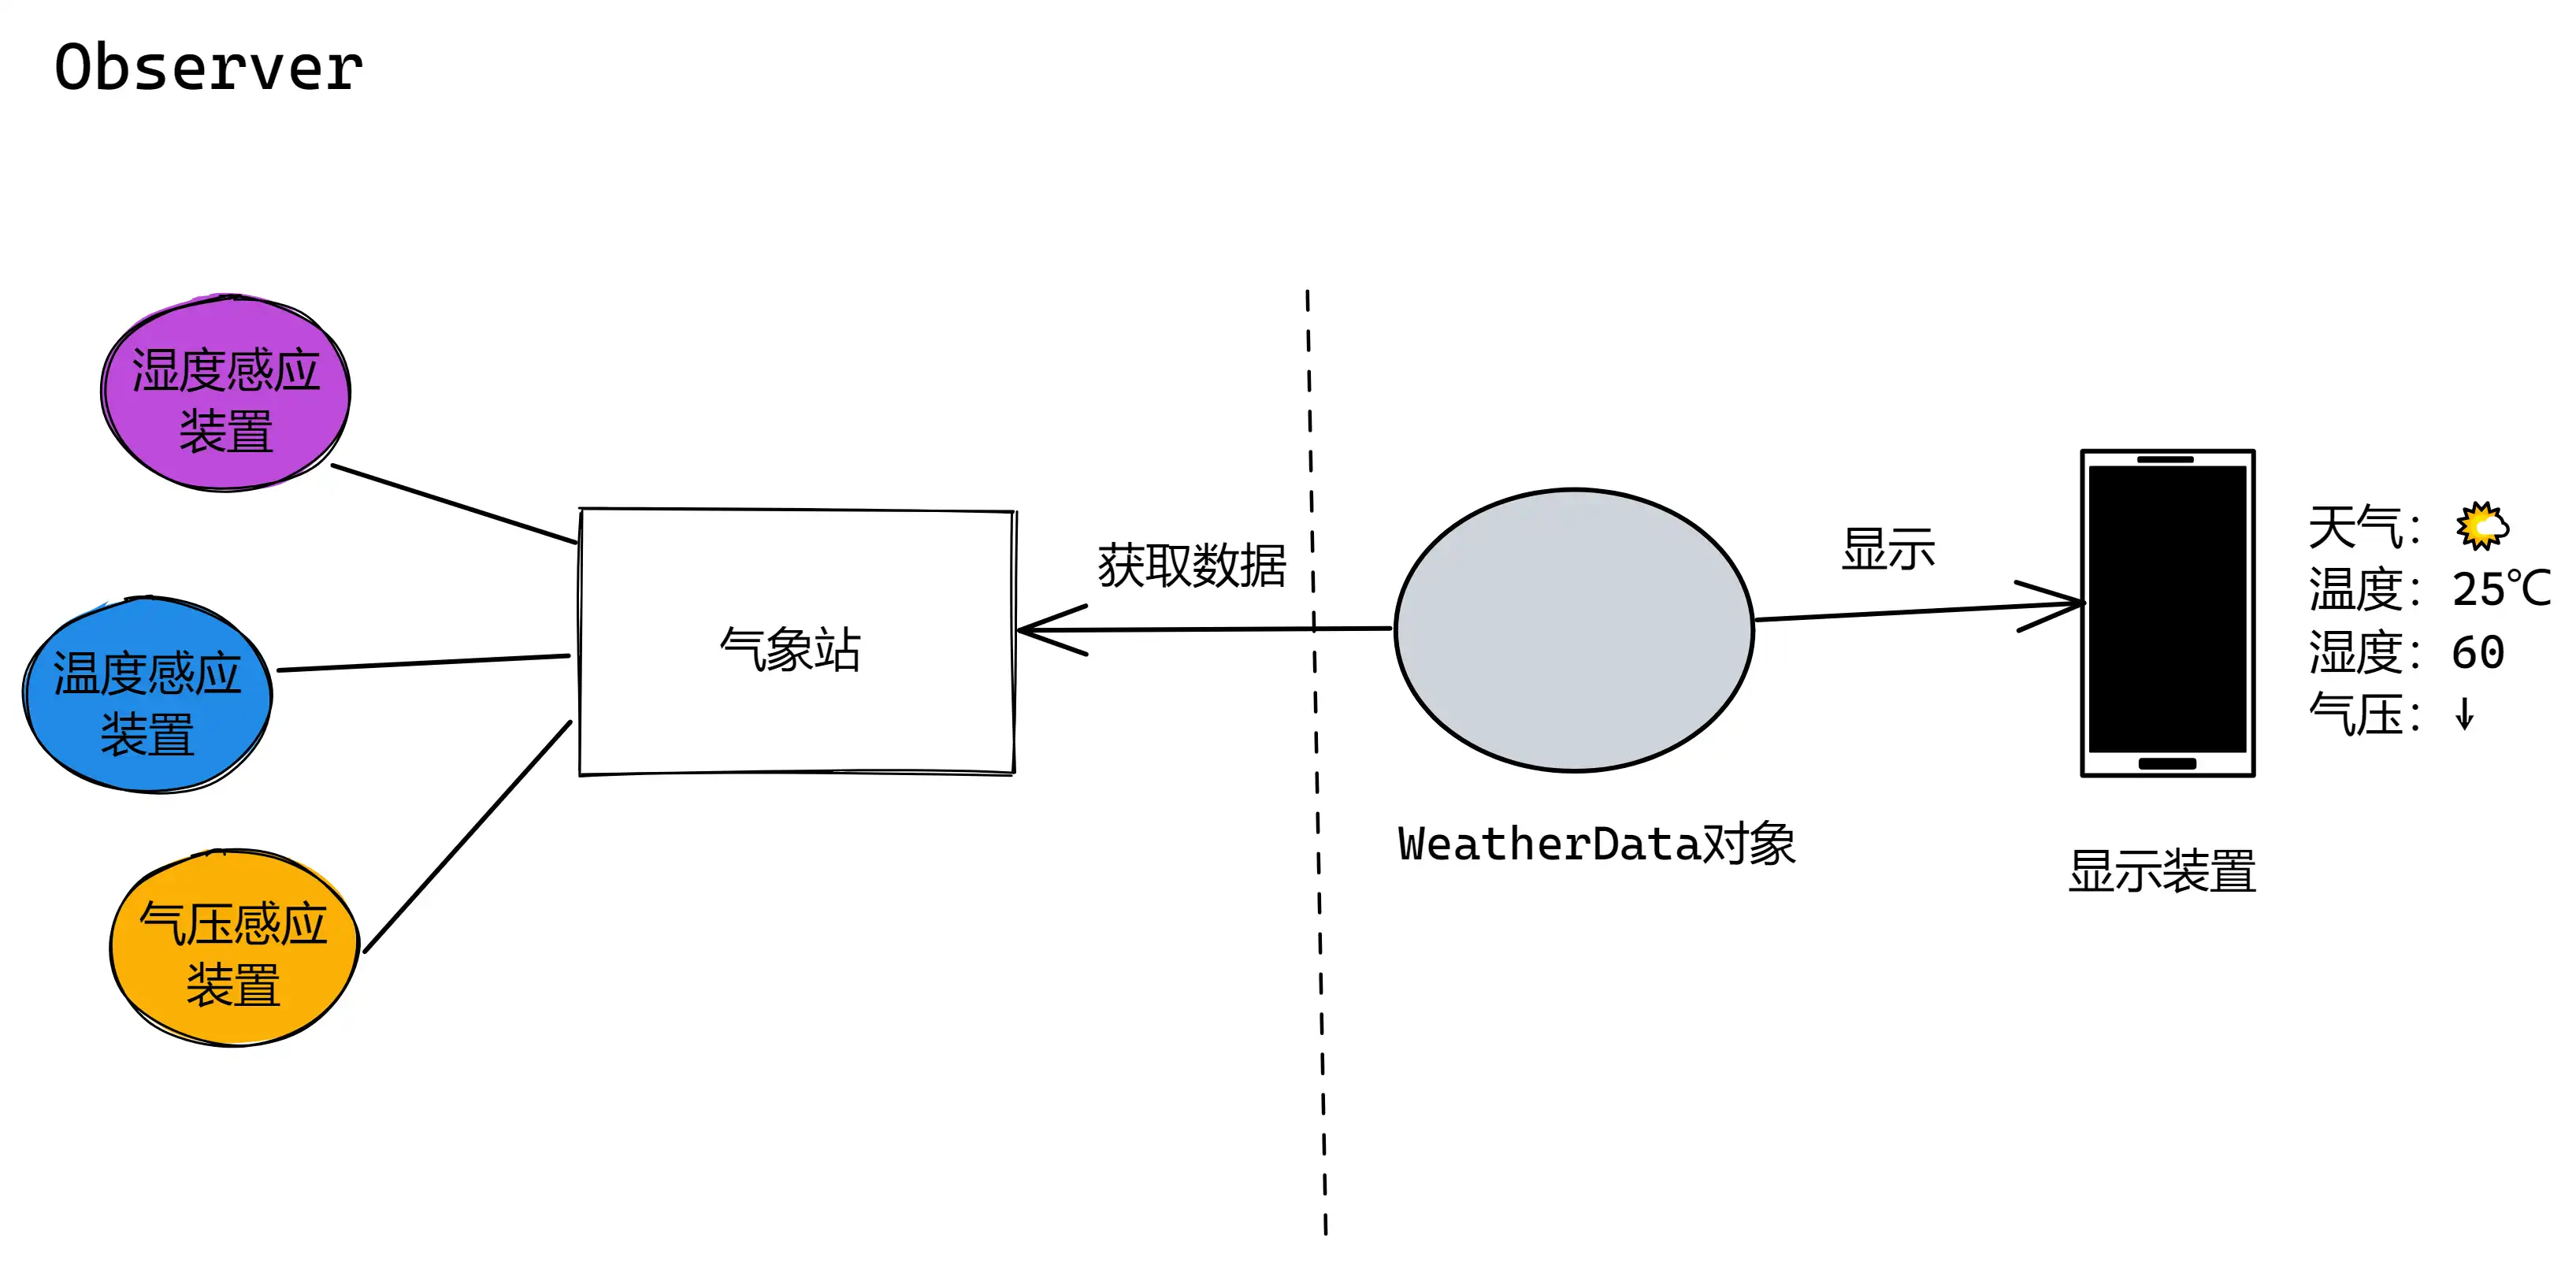 Observer
湿度感应
装置
温度感应
装置
气压感应
装置
气象站
获取数据
WeatherData对象
显示
显示装置
天气：🌤
温度：25℃
湿度：60
气压：↓